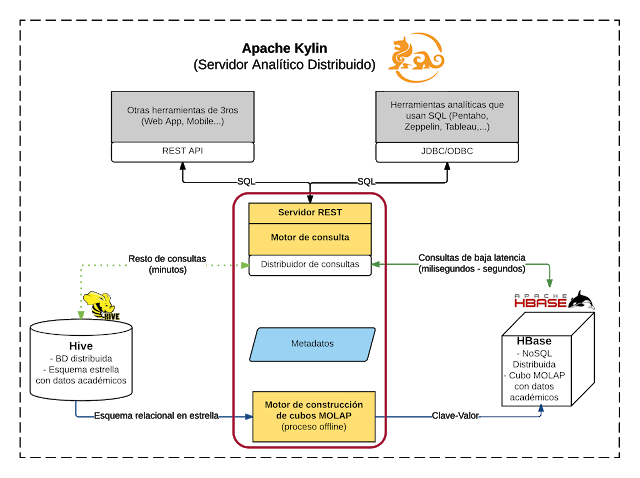 Apache Kylin
(Servidor Analítico Distribuido)
Otras herramientas de 3ros
(Web App, Mobile...)
REST API
Herramientas analíticas que
usan SQL (Pentaho,
Zeppelin, Tableau,...)
JDBC/ODBC
SQL
SQL
Servidor REST
Motor de consulta
Distribuidor de consultas
Resto de consultas
(minutos)
Consultas de baja latencia
(milisegundos - segundos)
HIVE
APACHE
HBASE
Hive
- BD distribuida
- Esquema estrella
con datos académicos
Metadatos
HBase
- NoSQL
Distribuida
- Cubo MOLAP
con datos
académicos
Esquema relacional en estrella
Motor de construcción
de cubos MOLAP
(proceso offline)
Clave-Valor